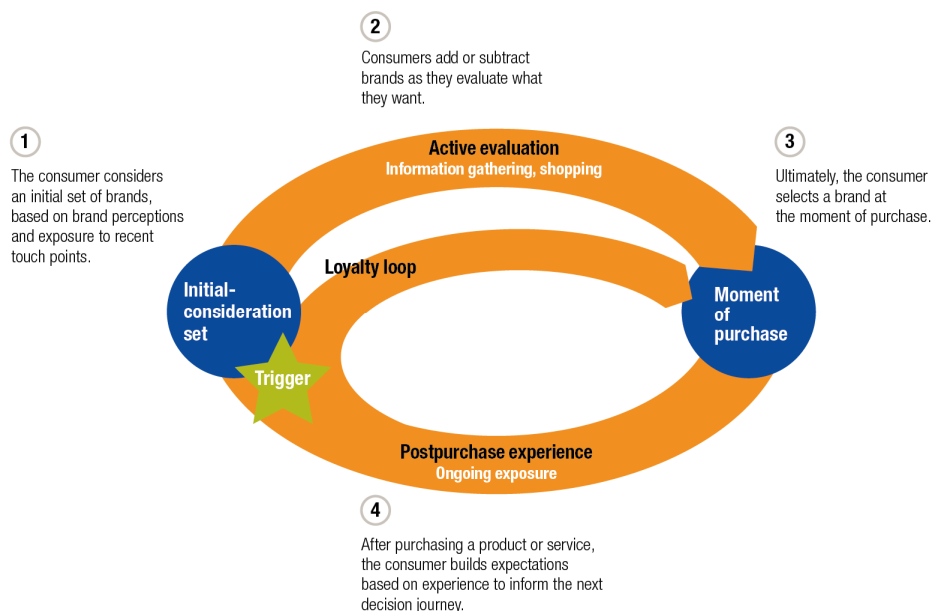 2
Consumers add or subtract
brands as they evaluate what
they want.
1
The consumer considers
an initial set of brands,
based on brand perceptions
and exposure to recent
touch points.
3
Ultimately, the consumer
selects a brand at
the moment of purchase.
Active evaluation
Information gathering, shopping
Loyalty loop
Initial-
consideration
set
Moment
of
purchase
Trigger
Postpurchase experience
Ongoing exposure
4
After purchasing a product or service,
the consumer builds expectations
based on experience to inform the next
decision journey.